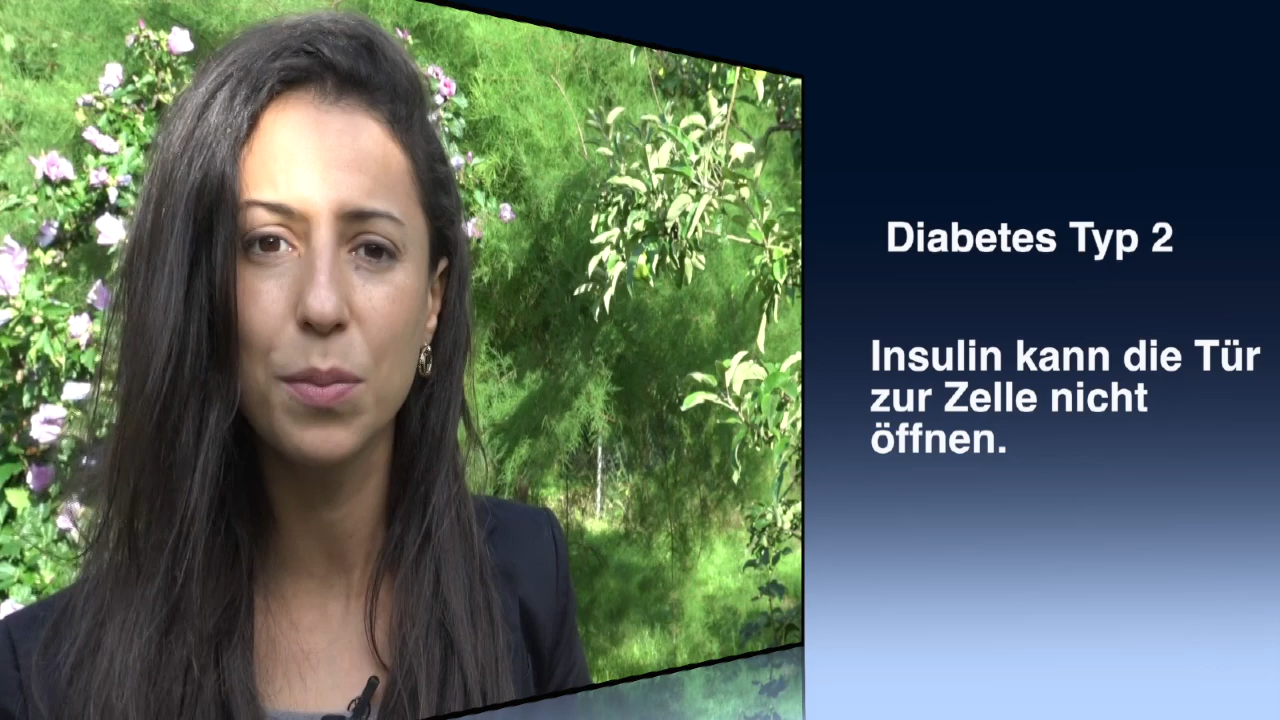 Diabetes Typ 2
Insulin kann die Tür
zur Zelle nicht
öffnen.